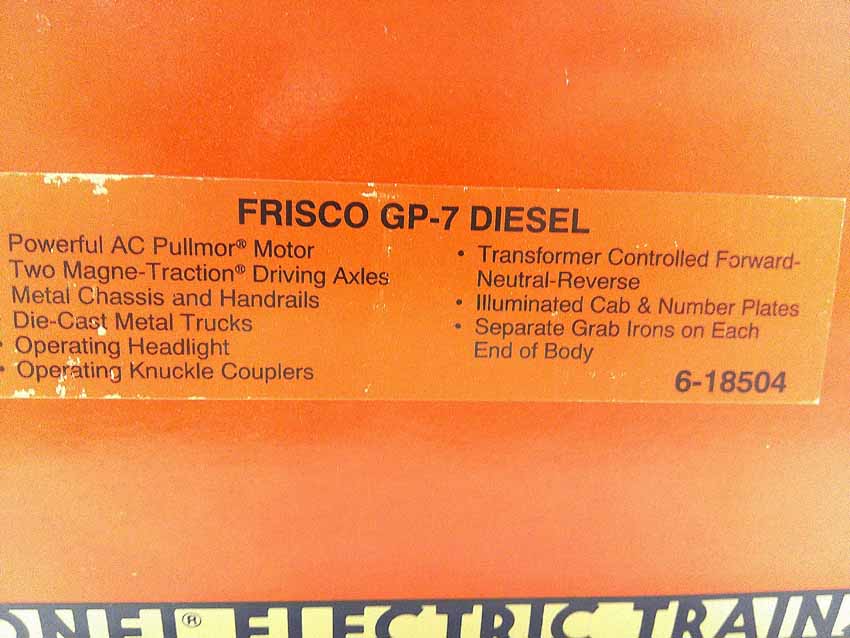 FRISCO GP-7 DIESEL
Powerful AC Pullmor® Motor
Two Magne-Traction® Driving Axles
Metal Chassis and Handrails
Die-Cast Metal Trucks
• Operating Headlight
• Operating Knuckle Couplers
• Transformer Controlled Forward-
Neutral-Reverse
• Illuminated Cab & Number Plates
• Separate Grab Irons on Each
End of Body
6-18504
ONEL® ELECTRIC TRAIN